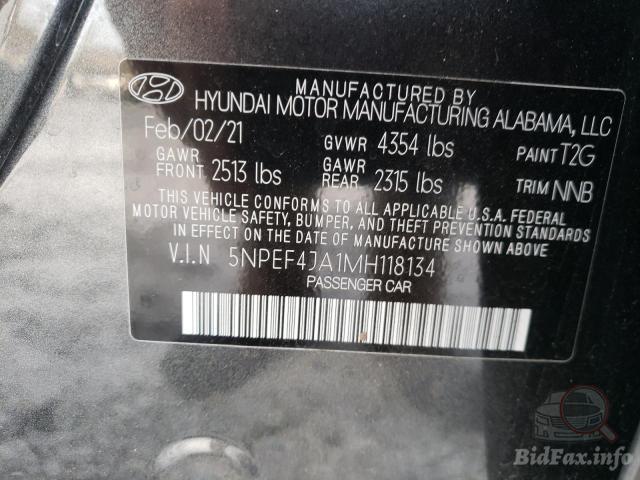 MANUFACTURED BY
HYUNDAI MOTOR MANUFACTURING ALABAMA, LLC
Feb/02/21 GVWR 4354 lbs PAINT T2G
GAWR FRONT 2513 lbs GAWR REAR 2315 lbs TRIM NNB
THIS VEHICLE CONFORMS TO ALL APPLICABLE U.S.A. FEDERAL
MOTOR VEHICLE SAFETY, BUMPER, AND THEFT PREVENTION
STANDARDS IN EFFECT ON THE DATE OF MANUFACTURE SHOWN ABOVE.
V.I.N 5NPEF4JA1MH118134
PASSENGER CAR
BidFax.info